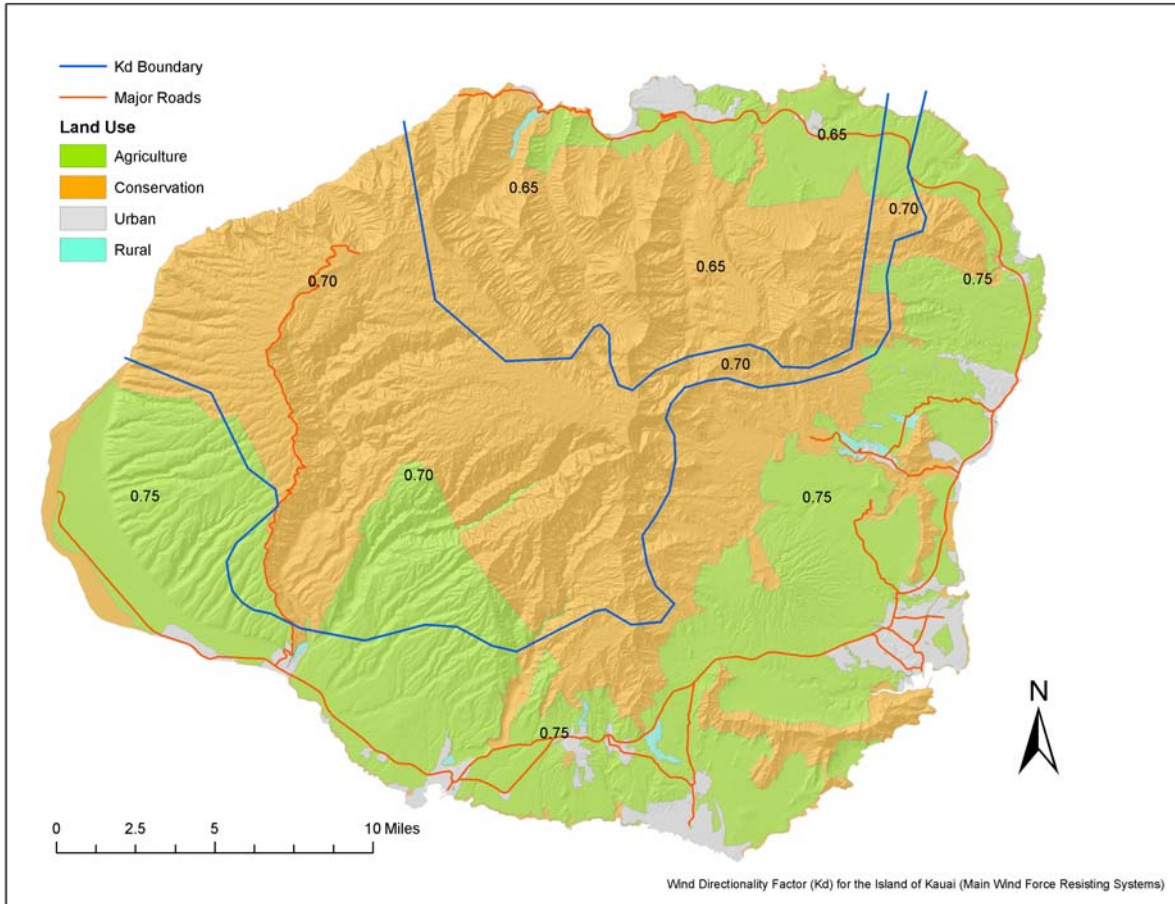 Kd Boundary
Major Roads
Land Use
Agriculture
Conservation
Urban
Rural
0.65
0.65
0.70
0.65
0.75
0.70
0.70
0.70
0.75
0.75
0.75
N
0 2.5 5 10 Miles
Wind Directionality Factor (Kd) for the Island of Kauai (Main Wind Force Resisting Systems)